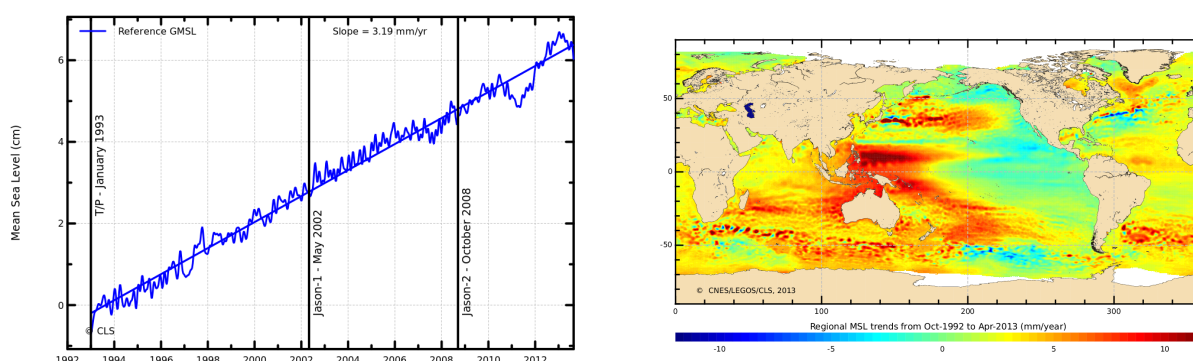 Reference GMSL
Slope = 3.19 mm/yr
Mean Sea Level (cm)
6
4
2
0
T/P - January 1993
Jason-1 - May 2002
Jason-2 - October 2008
© CLS
1992 1994 1996 1998 2000 2002 2004 2006 2008 2010 2012
50
0
-50
© CNES/LEGOS/CLS, 2013
0 100 200 300
Regional MSL trends from Oct-1992 to Apr-2013 (mm/year)
-10 -5 0 5 10